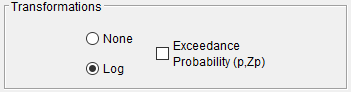 Transformations
None
Log
Exceedance
Probability (p,Zp)